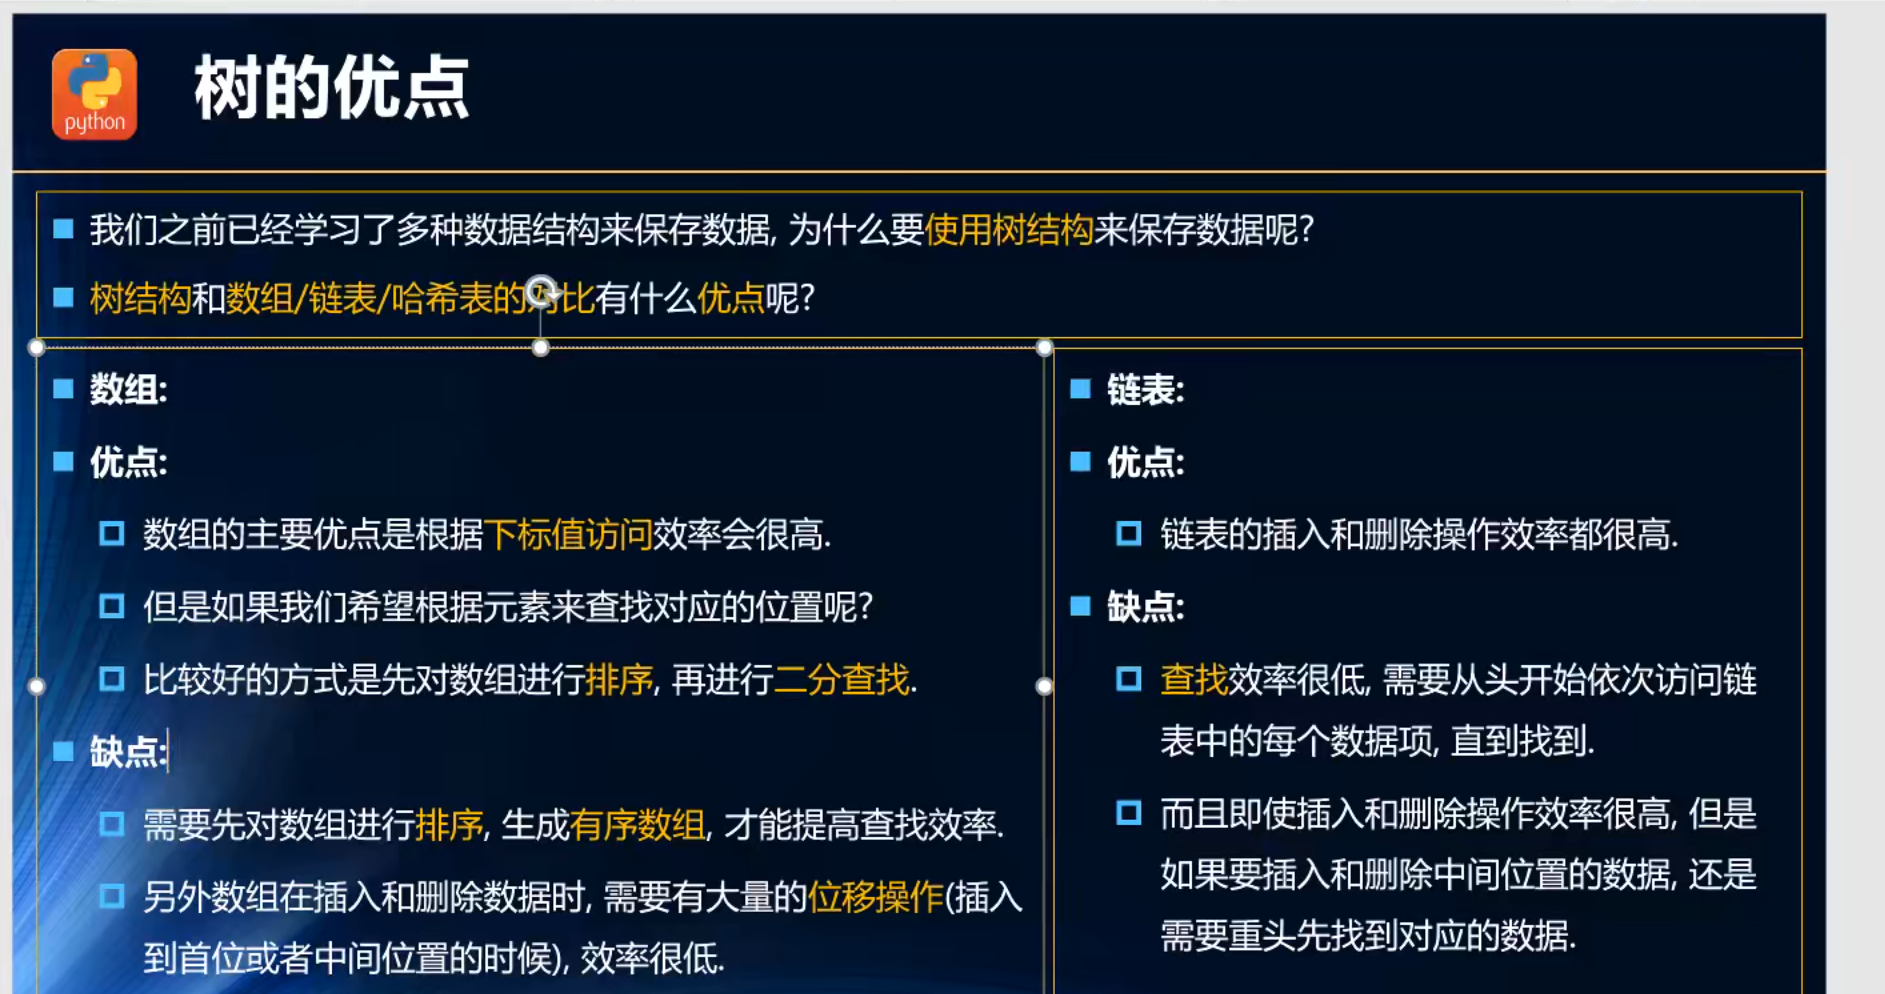 python
树的优点
我们之前已经学习了多种数据结构来保存数据, 为什么要使用树结构来保存数据呢?
树结构和数组/链表/哈希表的对比有什么优点呢?
数组:
优点:
数组的主要优点是根据下标值访问效率会很高.
但是如果我们希望根据元素来查找对应的位置呢?
比较好的方式是先对数组进行排序, 再进行二分查找.
缺点:
需要先对数组进行排序, 生成有序数组, 才能提高查找效率.
另外数组在插入和删除数据时, 需要有大量的位移操作(插入
到首位或者中间位置的时候), 效率很低.
链表:
优点:
链表的插入和删除操作效率都很高.
缺点:
查找效率很低, 需要从头开始依次访问链
表中的每个数据项, 直到找到.
而且即使插入和删除操作效率很高, 但是
如果要插入和删除中间位置的数据, 还是
需要重头先找到对应的数据.